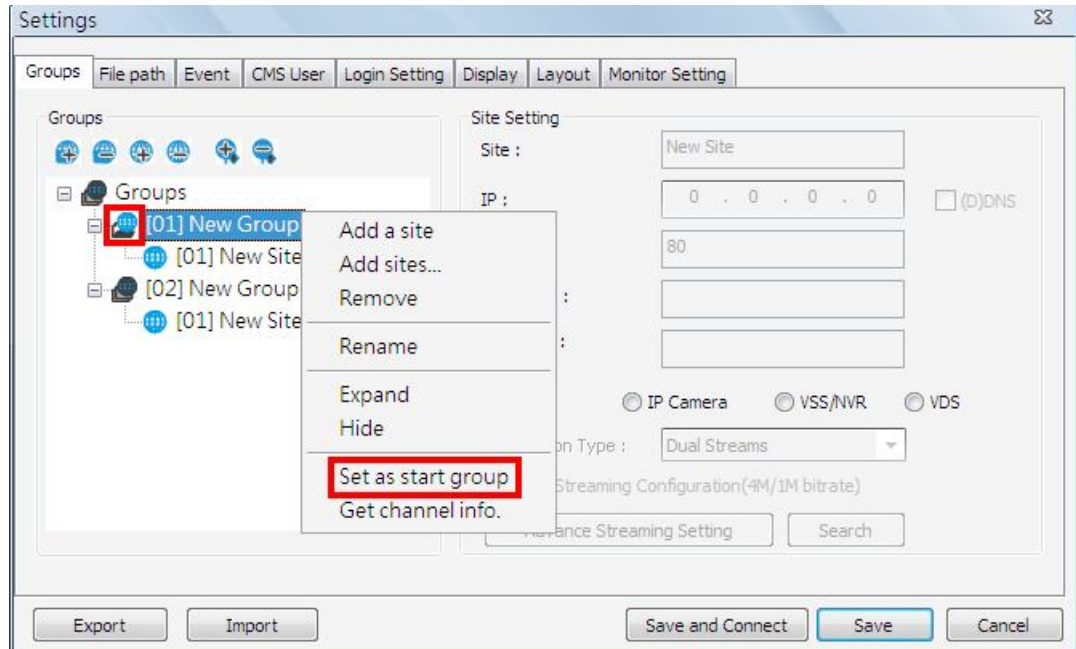 Settings
Groups File path Event CMS User Login Setting Display Layout Monitor Setting
Groups
Groups
[01] New Group
[01] New Site
[02] New Group
[01] New Site
Add a site
Add sites...
Remove
Rename
Expand
Hide
Set as start group
Get channel info.
Site Setting
Site : New Site
IP : 0 . 0 . 0 . 0 (D)DNS
80
:
:
IP Camera VSS/NVR VDS
on Type : Dual Streams
Streaming Configuration(4M/1M bitrate)
Advance Streaming Setting Search
Export Import Save and Connect Save Cancel